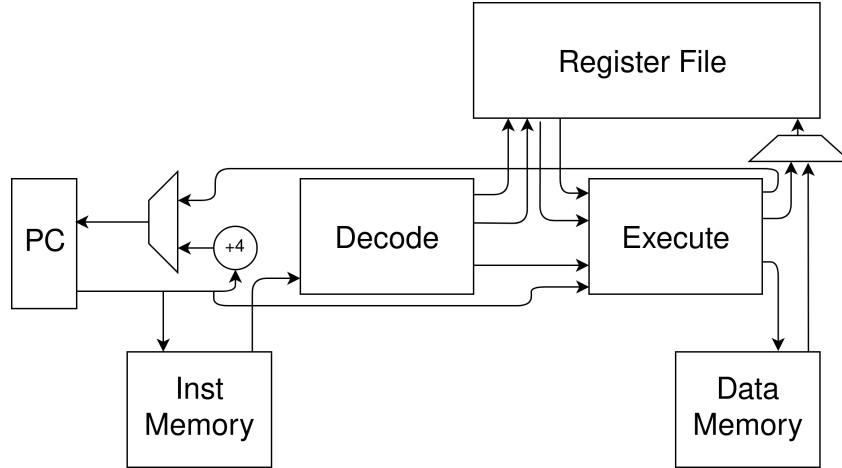 Register File
PC
+4
Decode
Execute
Inst
Memory
Data
Memory